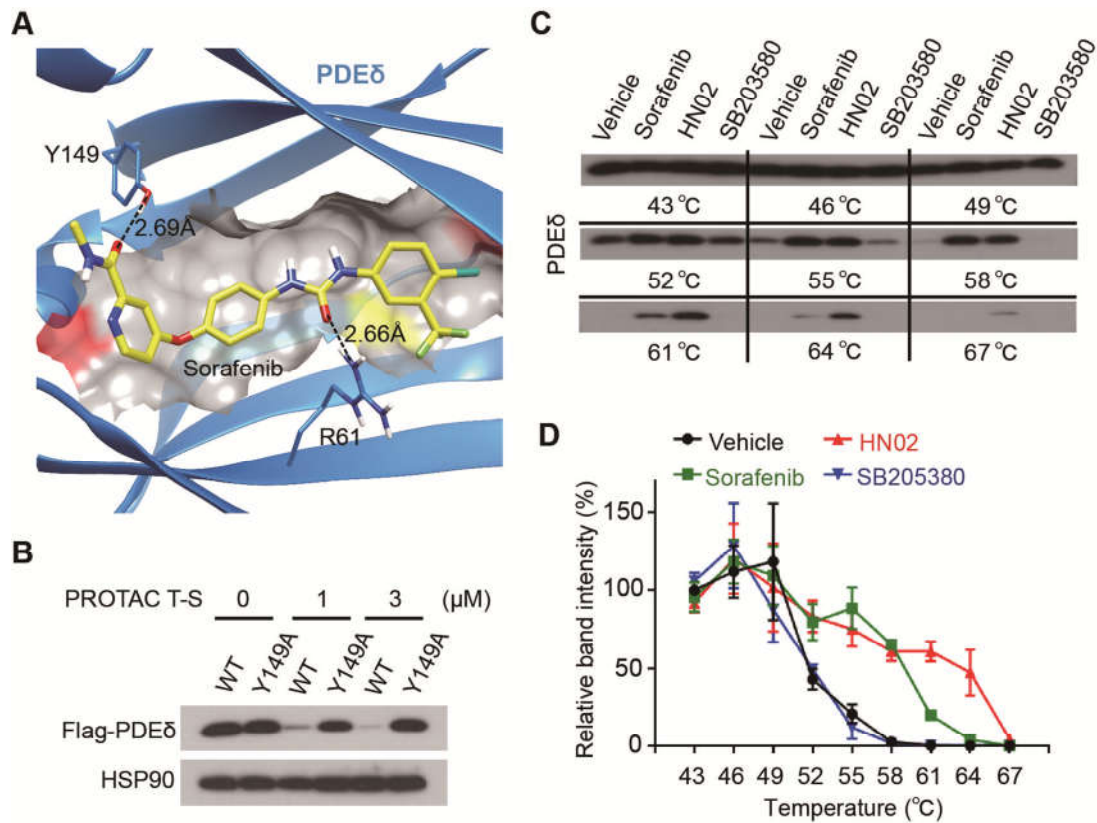 A
PDEδ
Y149
2.69Å
2.66Å
Sorafenib
R61
B
PROTAC T-S 0 1 3 (µM)
WT Y149A WT Y149A WT Y149A
Flag-PDEδ
HSP90
C
Vehicle Sorafenib HN02 SB203580 Vehicle Sorafenib HN02 SB203580 Vehicle Sorafenib HN02 SB203580
43 °C 46 °C 49 °C
PDEδ
52 °C 55 °C 58 °C
61 °C 64 °C 67 °C
D
Vehicle HN02
Sorafenib SB205380
Relative band intensity (%)
150
100
50
0
43 46 49 52 55 58 61 64 67
Temperature (°C)